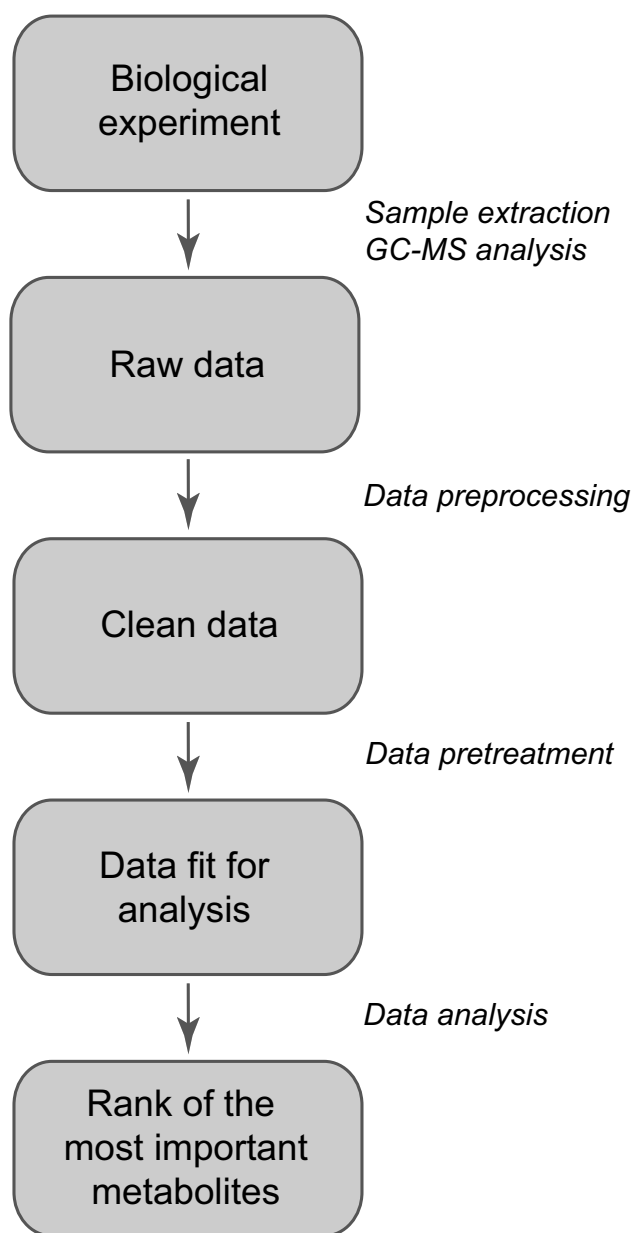 Biological
experiment
Sample extraction
GC-MS analysis
Raw data
Data preprocessing
Clean data
Data pretreatment
Data fit for
analysis
Data analysis
Rank of the
most important
metabolites